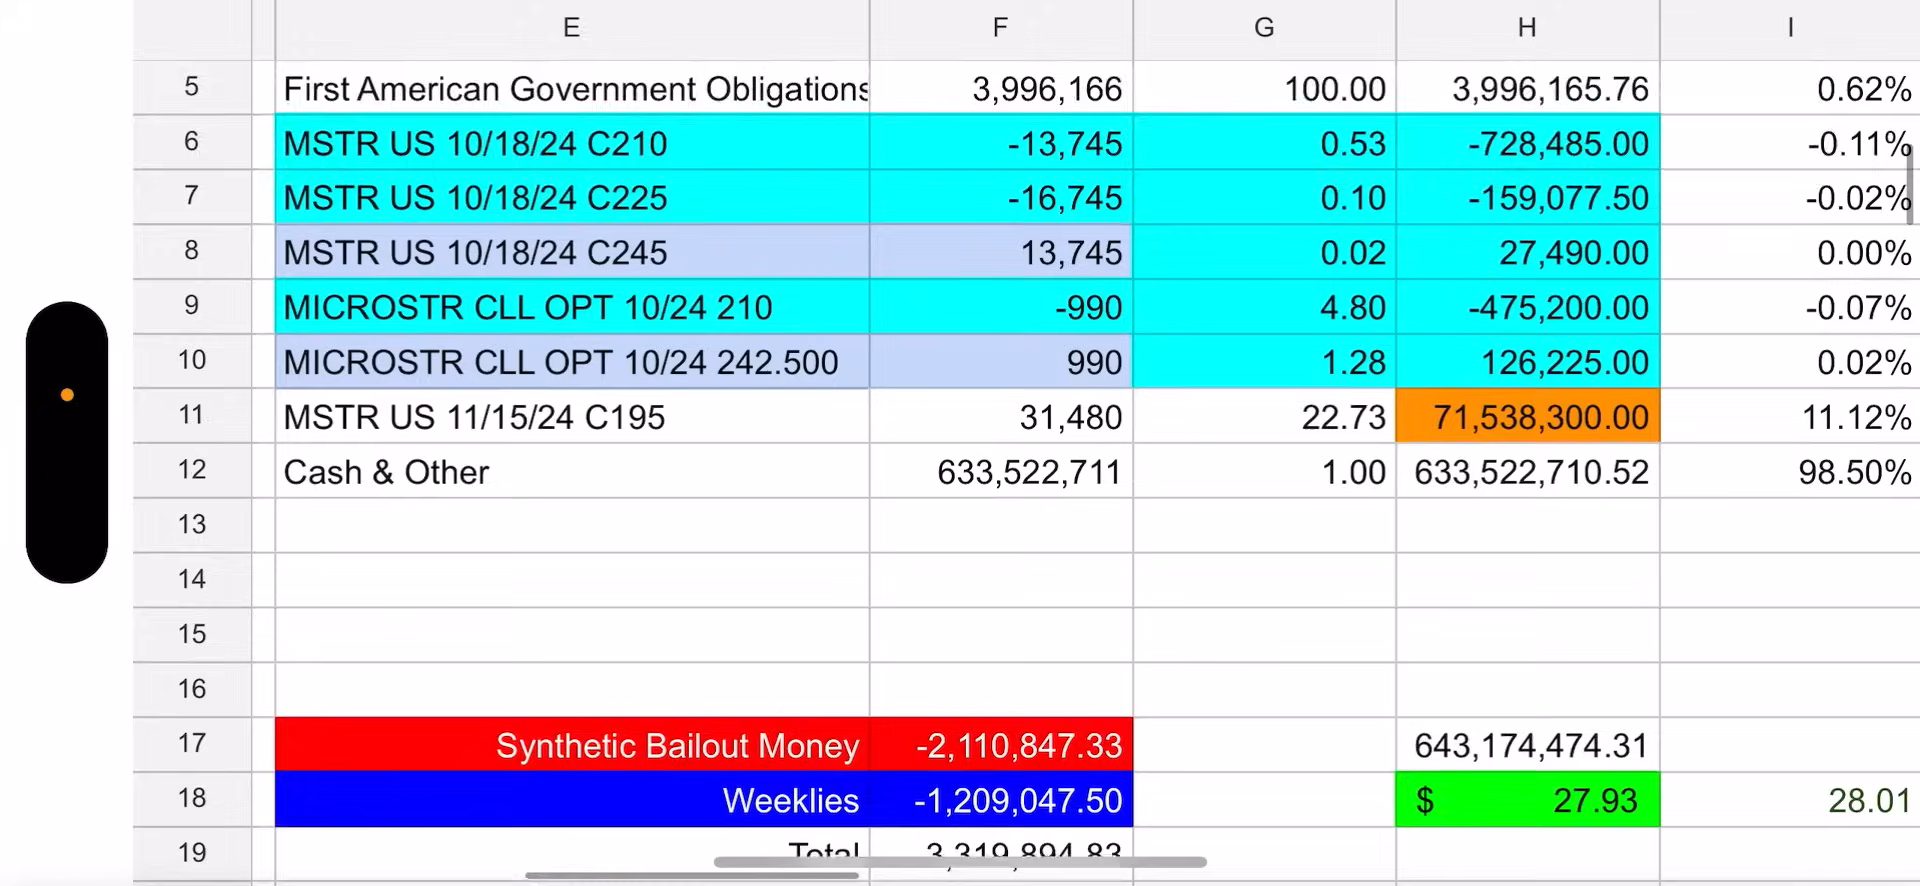 E F G H I
5 First American Government Obligations 3,996,166 100.00 3,996,165.76 0.62%
6 MSTR US 10/18/24 C210 -13,745 0.53 -728,485.00 -0.11%
7 MSTR US 10/18/24 C225 -16,745 0.10 -159,077.50 -0.02%
8 MSTR US 10/18/24 C245 13,745 0.02 27,490.00 0.00%
9 MICROSTR CLL OPT 10/24 210 -990 4.80 -475,200.00 -0.07%
10 MICROSTR CLL OPT 10/24 242.500 990 1.28 126,225.00 0.02%
11 MSTR US 11/15/24 C195 31,480 22.73 71,538,300.00 11.12%
12 Cash & Other 633,522,711 1.00 633,522,710.52 98.50%
13
14
15
16
17 Synthetic Bailout Money -2,110,847.33 643,174,474.31
18 Weeklies -1,209,047.50 $ 27.93 28.01
19 Total 3,319,894.83